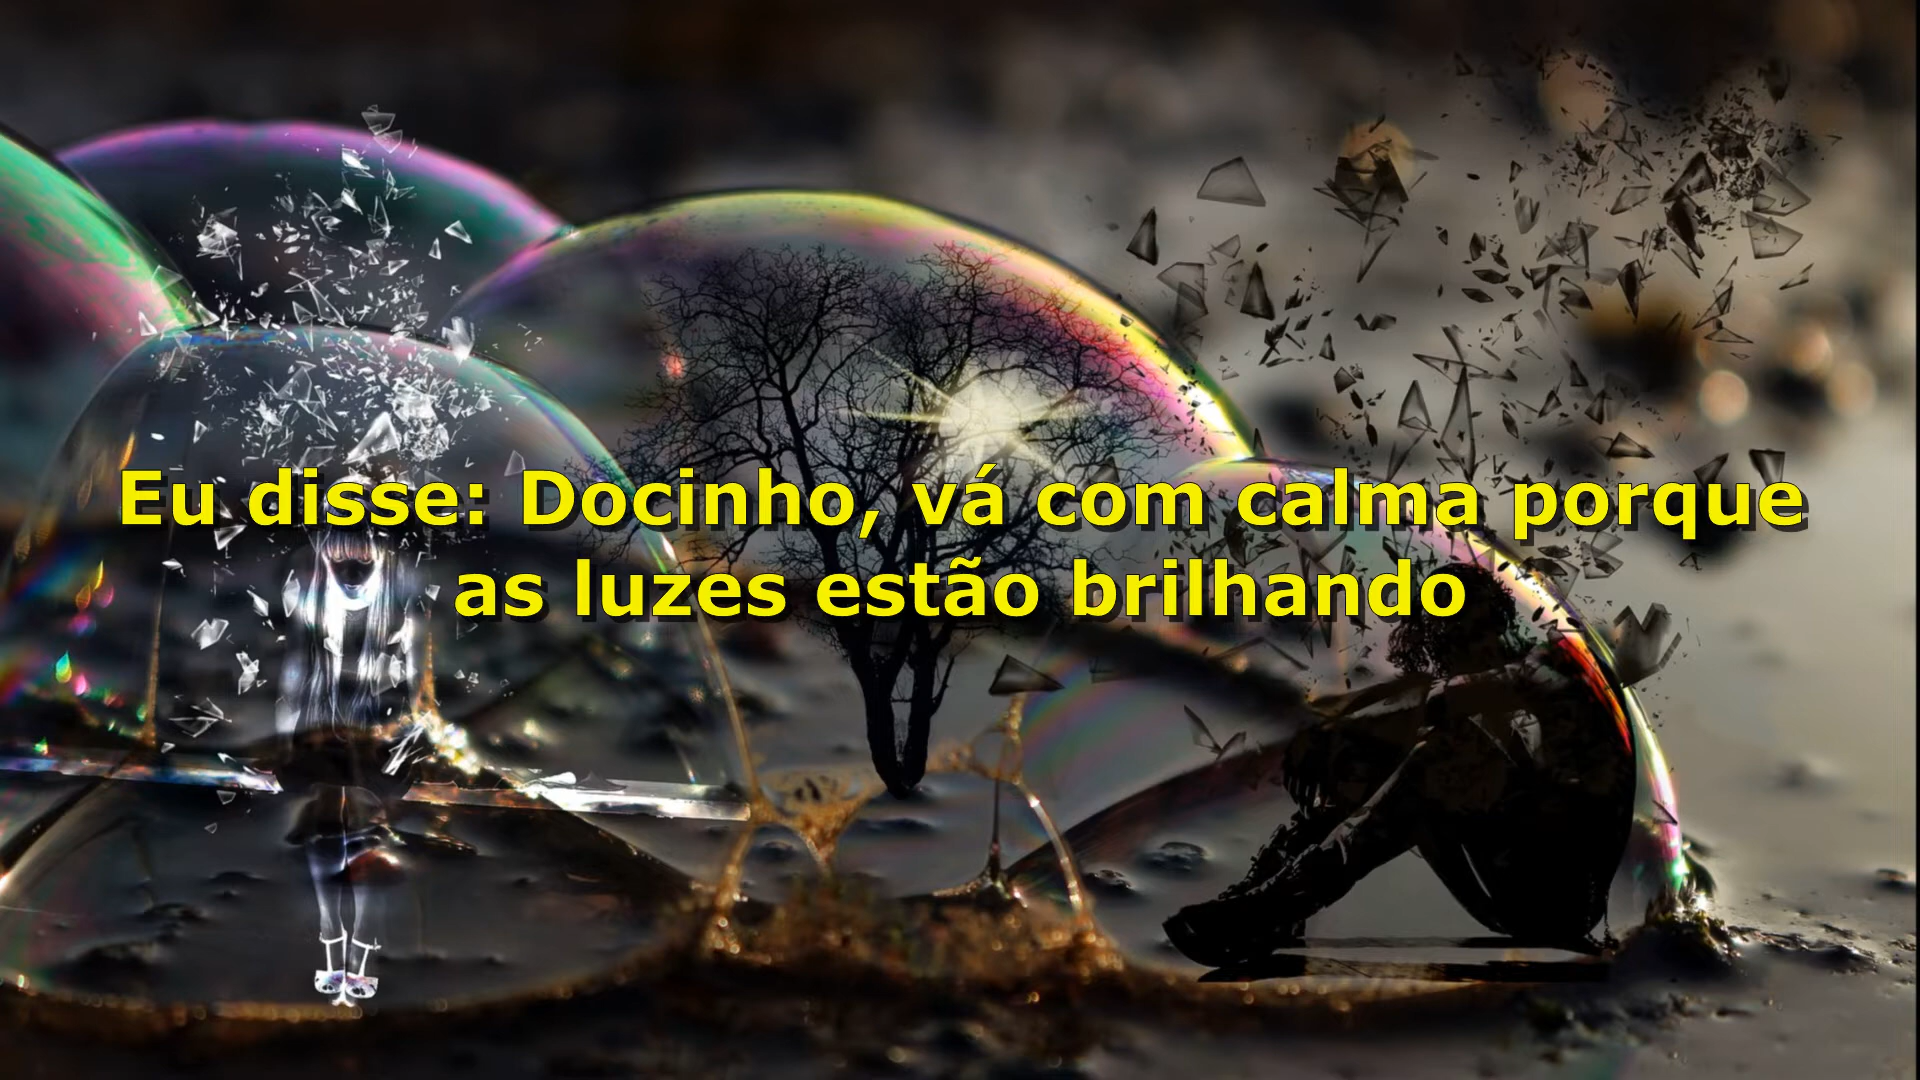 Eu disse: Docinho, vá com calma porque
as luzes estão brilhando